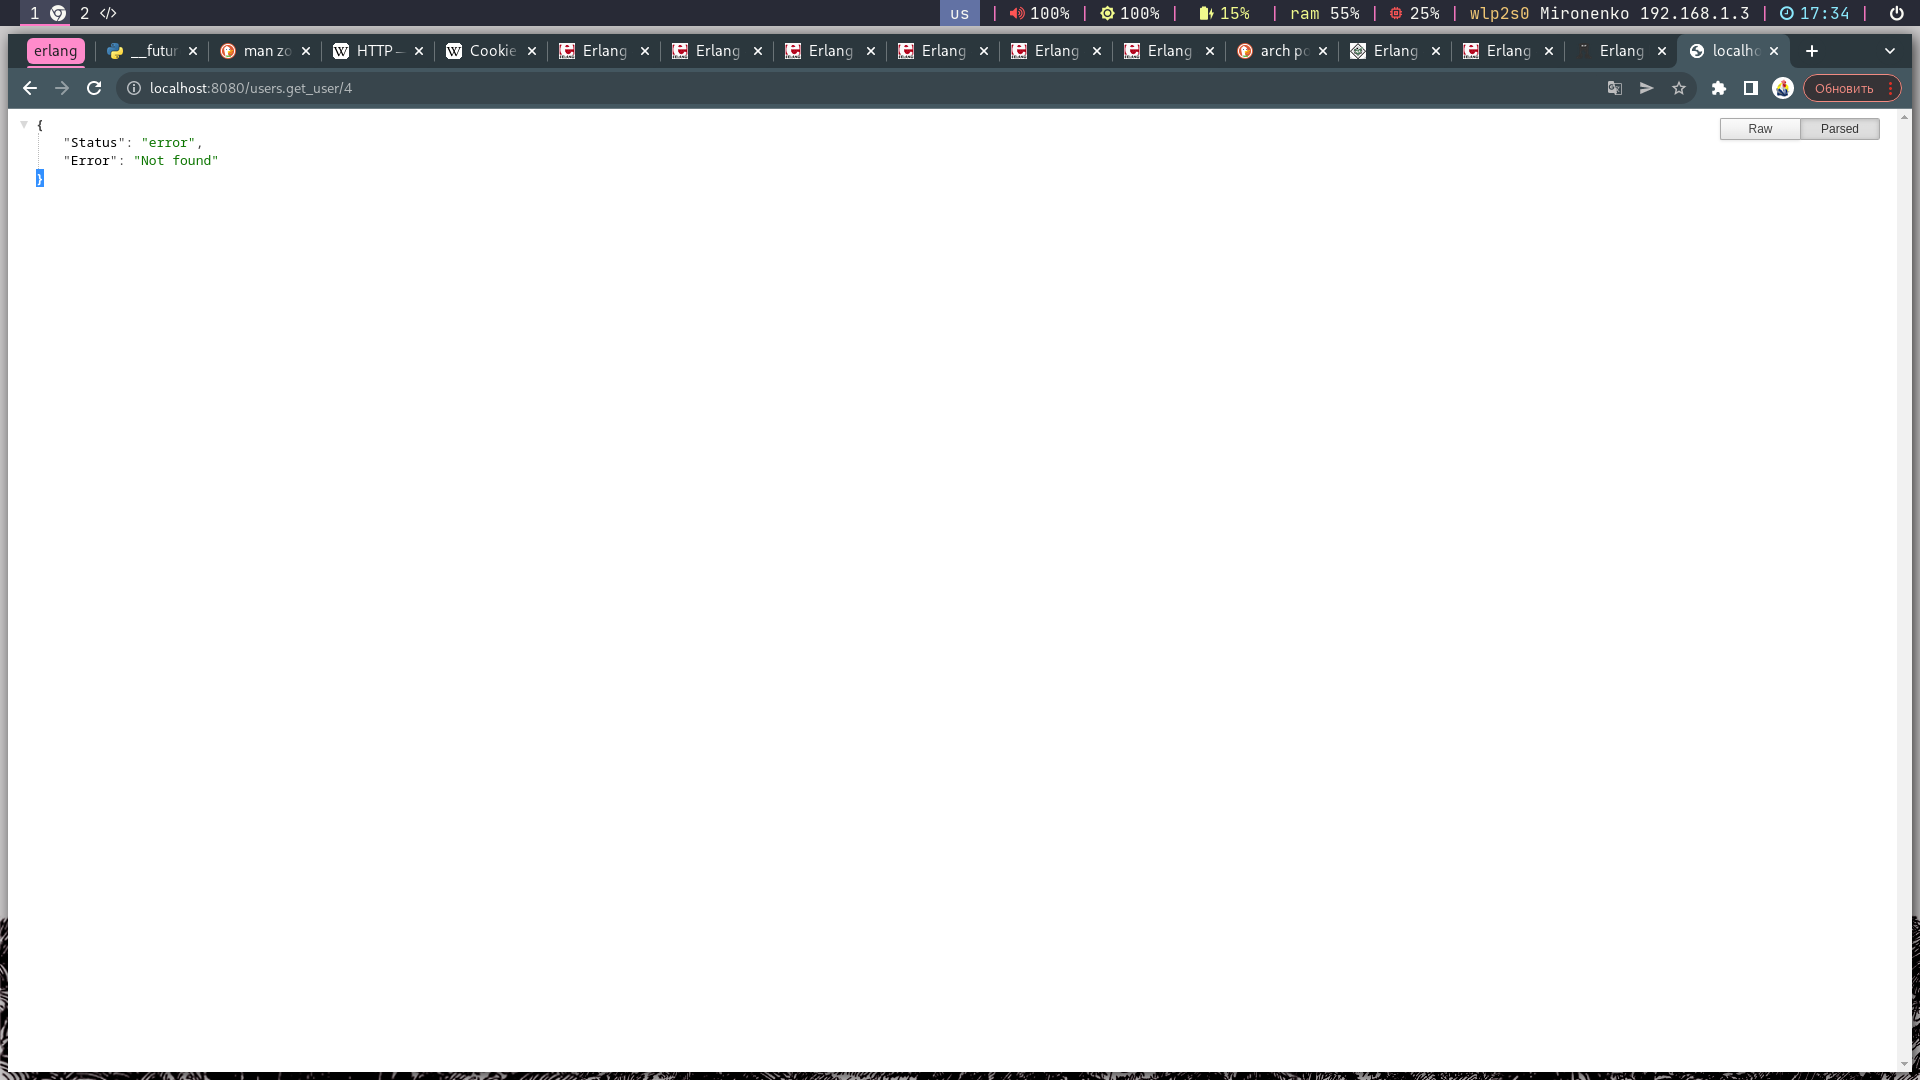 1 2 </> us | 100% | 100% | 15% | ram 55% | 25% | wlp2s0 Mironenko 192.168.1.3 | 17:34 |
erlang __futur man zo HTTP — Cookie Erlang Erlang Erlang Erlang Erlang Erlang arch po Erlang Erlang Erlang localho
localhost:8080/users.get_user/4 Обновить
{
"Status": "error",
"Error": "Not found"
}
Raw Parsed